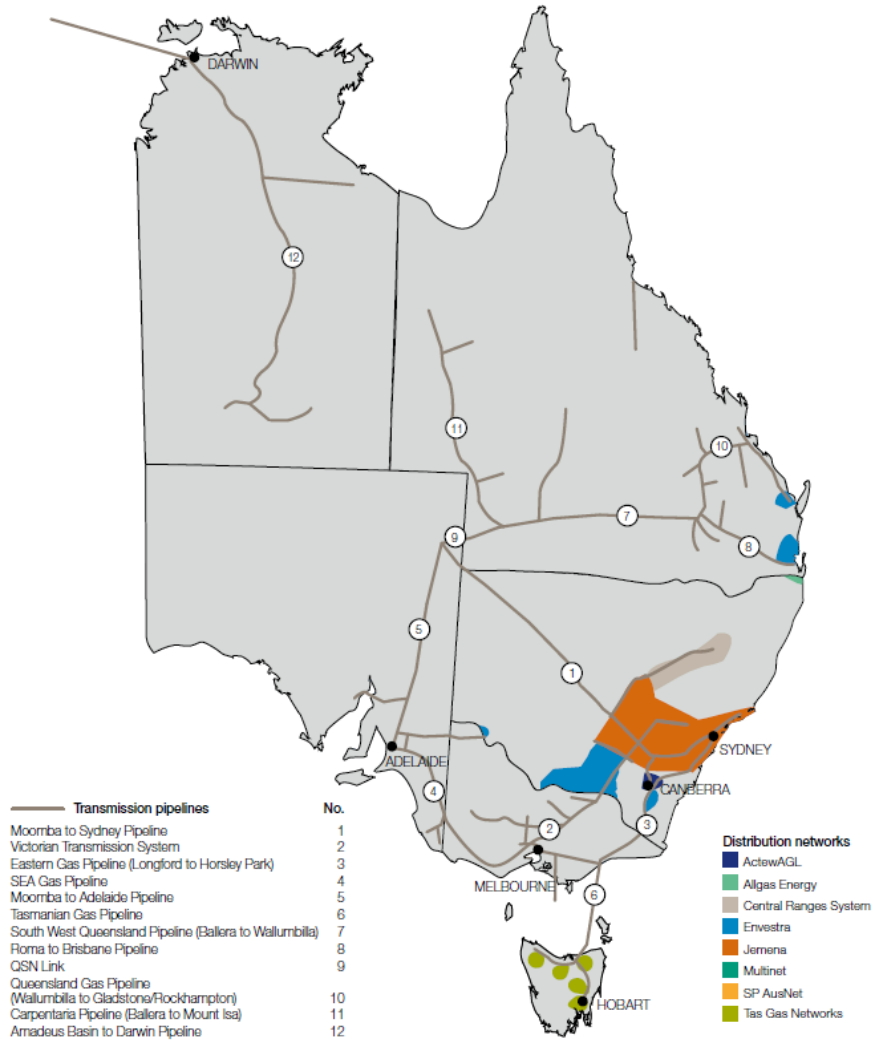 DARWIN
12
11
10
7
9
8
5
1
SYDNEY
ADELAIDE
CANBERRA
4
2
3
MELBOURNE
6
HOBART
Transmission pipelines No.
Moomba to Sydney Pipeline 1
Victorian Transmission System 2
Eastern Gas Pipeline (Longford to Horsley Park) 3
SEA Gas Pipeline 4
Moomba to Adelaide Pipeline 5
Tasmanian Gas Pipeline 6
South West Queensland Pipeline (Ballera to Wallumbilla) 7
Roma to Brisbane Pipeline 8
QSN Link 9
Queensland Gas Pipeline
(Wallumbilla to Gladstone/Rockhampton) 10
Carpentaria Pipeline (Ballera to Mount Isa) 11
Amadeus Basin to Darwin Pipeline 12
Distribution networks
ActewAGL
Allgas Energy
Central Ranges System
Envestra
Jemena
Multinet
SP AusNet
Tas Gas Networks